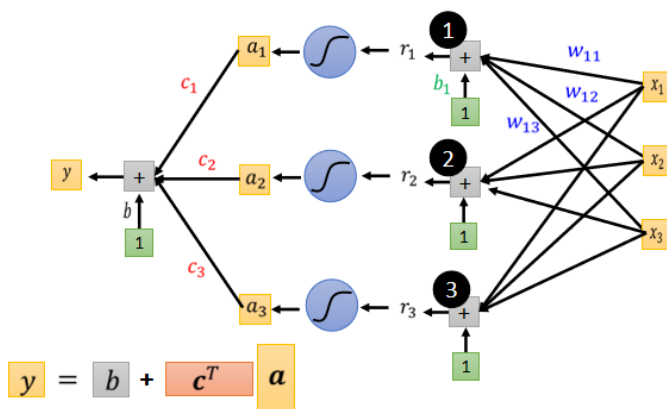 1
a₁
r₁
+
w₁₁
c₁
b₁
x₁
w₁₂
1
w₁₃
2
c₂
x₂
y
+
a₂
r₂
+
b
x₃
1
1
c₃
3
a₃
r₃
+
1
y = b + cᵀ a